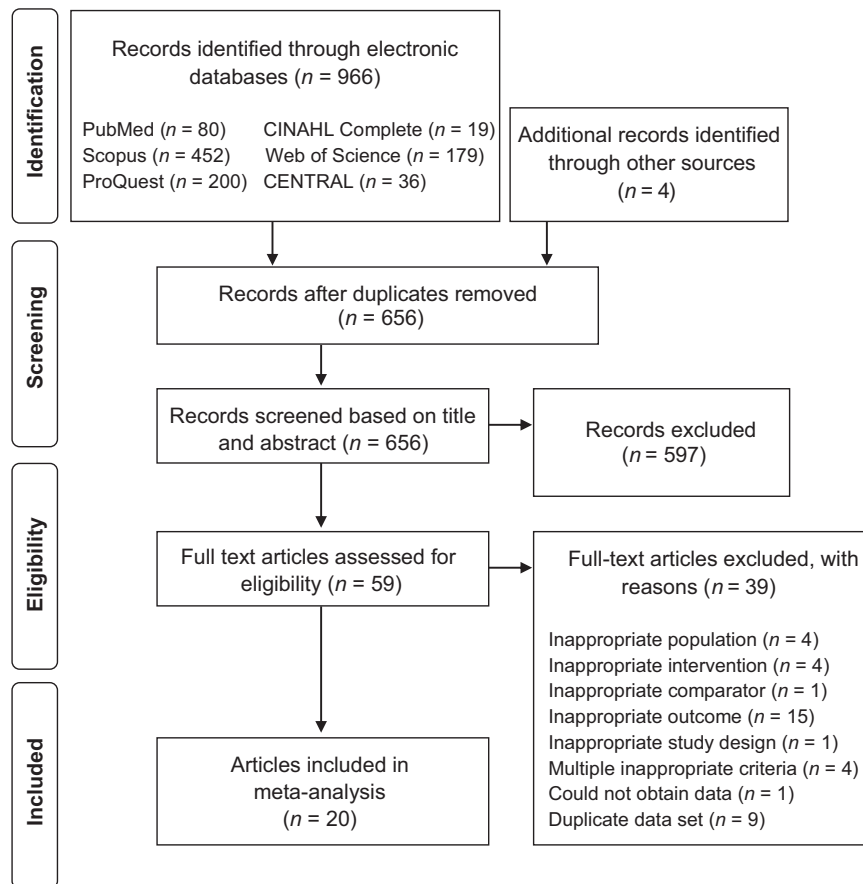 Identification
Records identified through electronic
databases (n = 966)
PubMed (n = 80) CINAHL Complete (n = 19)
Scopus (n = 452) Web of Science (n = 179)
ProQuest (n = 200) CENTRAL (n = 36)
Additional records identified
through other sources
(n = 4)
Screening
Records after duplicates removed
(n = 656)
Records screened based on title
and abstract (n = 656)
Records excluded
(n = 597)
Eligibility
Full text articles assessed for
eligibility (n = 59)
Full-text articles excluded, with
reasons (n = 39)
Inappropriate population (n = 4)
Inappropriate intervention (n = 4)
Inappropriate comparator (n = 1)
Inappropriate outcome (n = 15)
Inappropriate study design (n = 1)
Multiple inappropriate criteria (n = 4)
Could not obtain data (n = 1)
Duplicate data set (n = 9)
Included
Articles included in
meta-analysis
(n = 20)